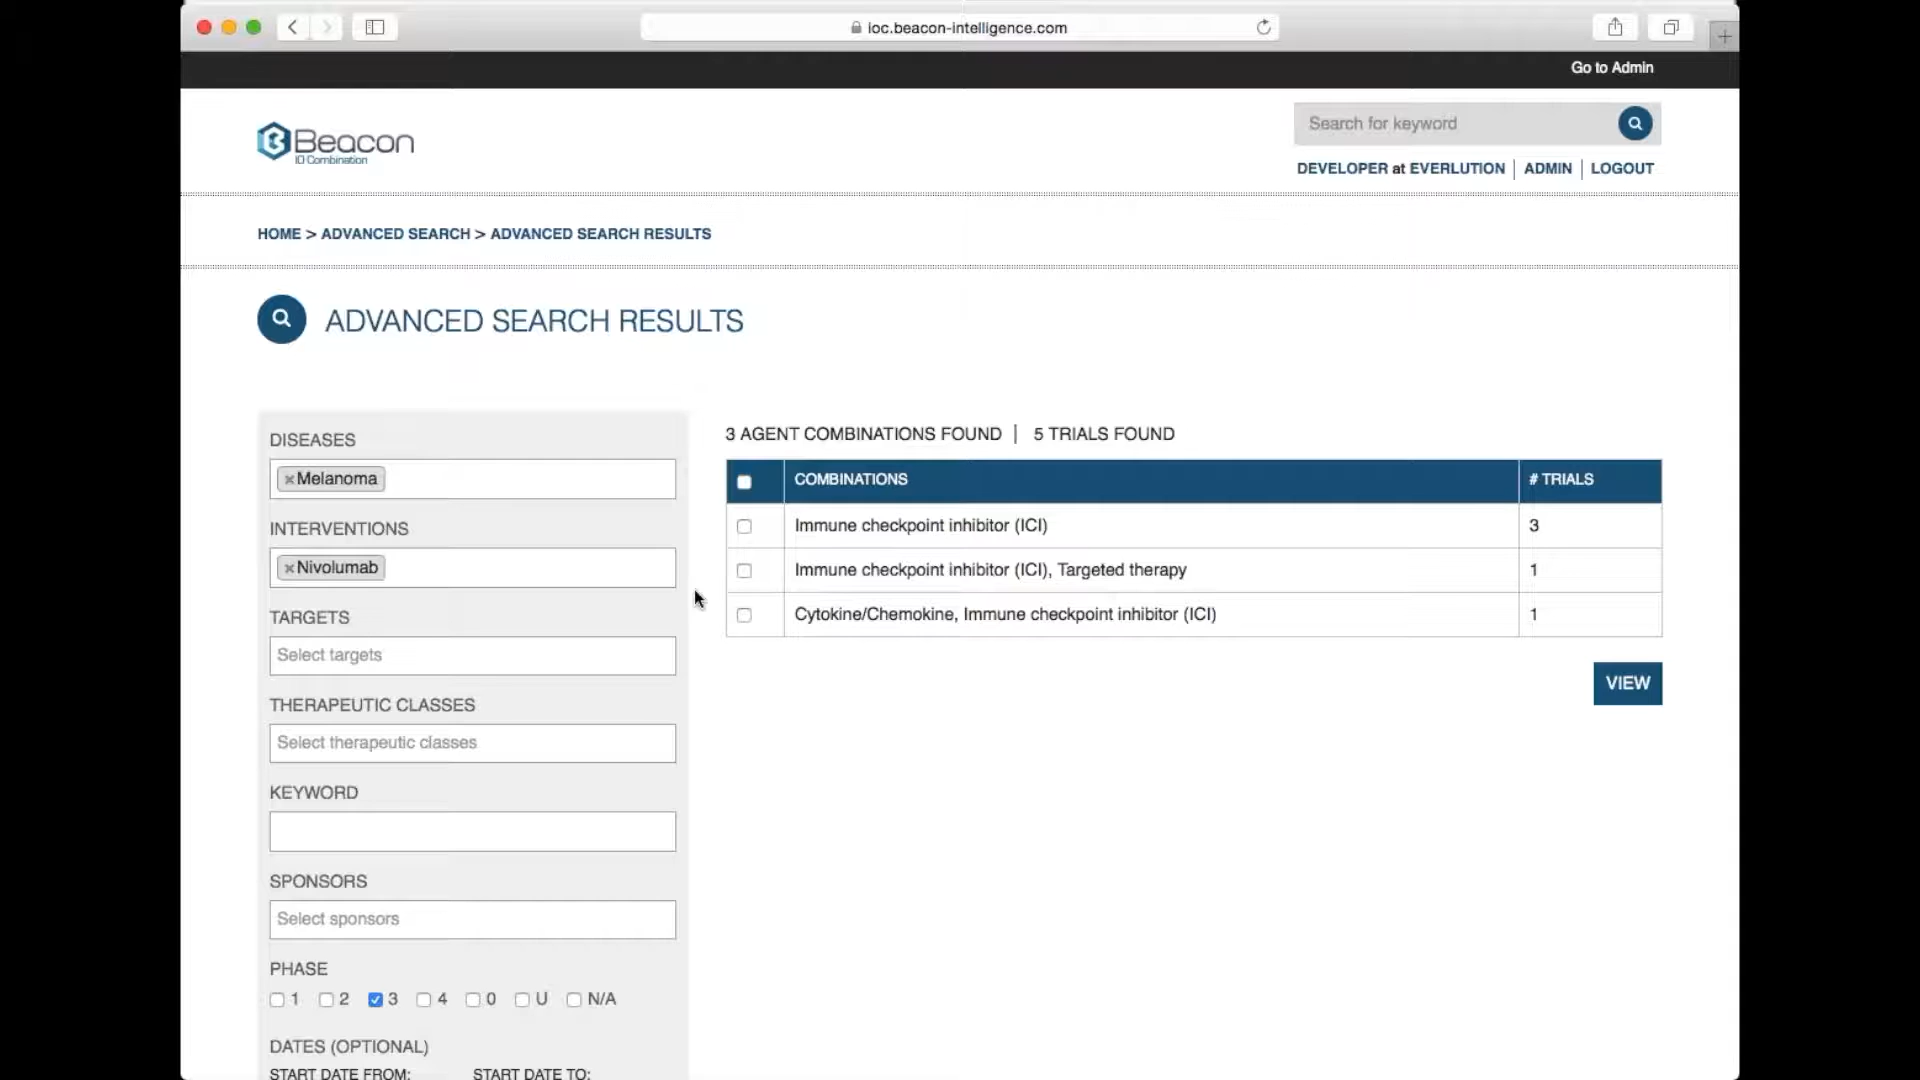 ioc.beacon-intelligence.com
Go to Admin
Beacon
IO Combination
Search for keyword
DEVELOPER at EVERLUTION | ADMIN | LOGOUT
HOME > ADVANCED SEARCH > ADVANCED SEARCH RESULTS
ADVANCED SEARCH RESULTS
DISEASES
×Melanoma
INTERVENTIONS
×Nivolumab
TARGETS
Select targets
THERAPEUTIC CLASSES
Select therapeutic classes
KEYWORD
SPONSORS
Select sponsors
PHASE
1 2 3 4 0 U N/A
DATES (OPTIONAL)
START DATE FROM: START DATE TO:
3 AGENT COMBINATIONS FOUND | 5 TRIALS FOUND
COMBINATIONS # TRIALS
Immune checkpoint inhibitor (ICI) 3
Immune checkpoint inhibitor (ICI), Targeted therapy 1
Cytokine/Chemokine, Immune checkpoint inhibitor (ICI) 1
VIEW